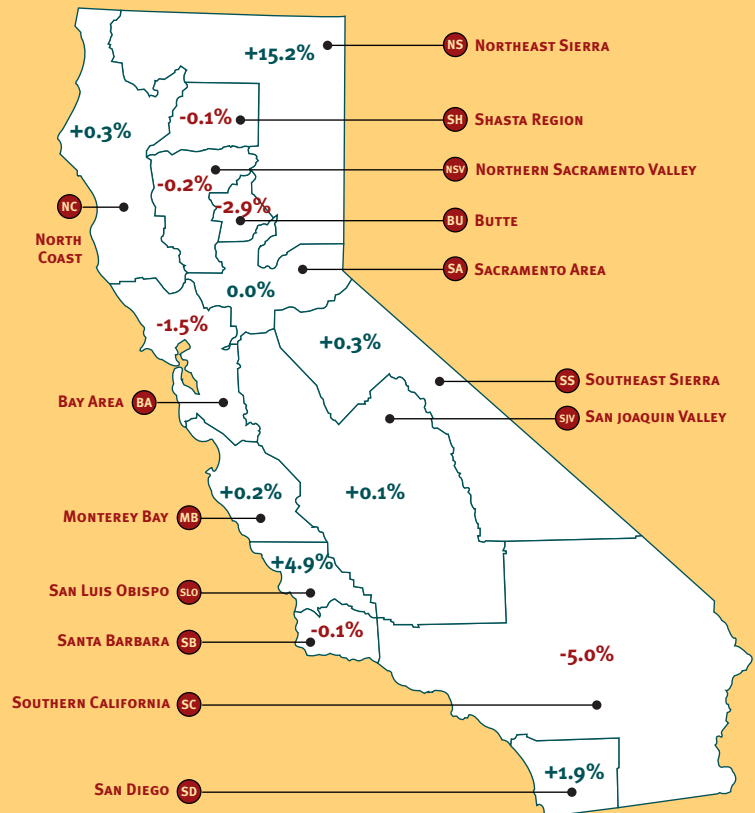 +15.2%
NS NORTHEAST SIERRA
-0.1%
SH SHASTA REGION
+0.3%
-0.2%
NSV NORTHERN SACRAMENTO VALLEY
NC
NORTH
COAST
-2.9%
BU BUTTE
SA SACRAMENTO AREA
0.0%
-1.5%
+0.3%
SS SOUTHEAST SIERRA
BAY AREA BA
SJV SAN JOAQUIN VALLEY
+0.2%
+0.1%
MONTEREY BAY MB
+4.9%
SAN LUIS OBISPO SLO
-0.1%
SANTA BARBARA SB
-5.0%
SOUTHERN CALIFORNIA SC
+1.9%
SAN DIEGO SD